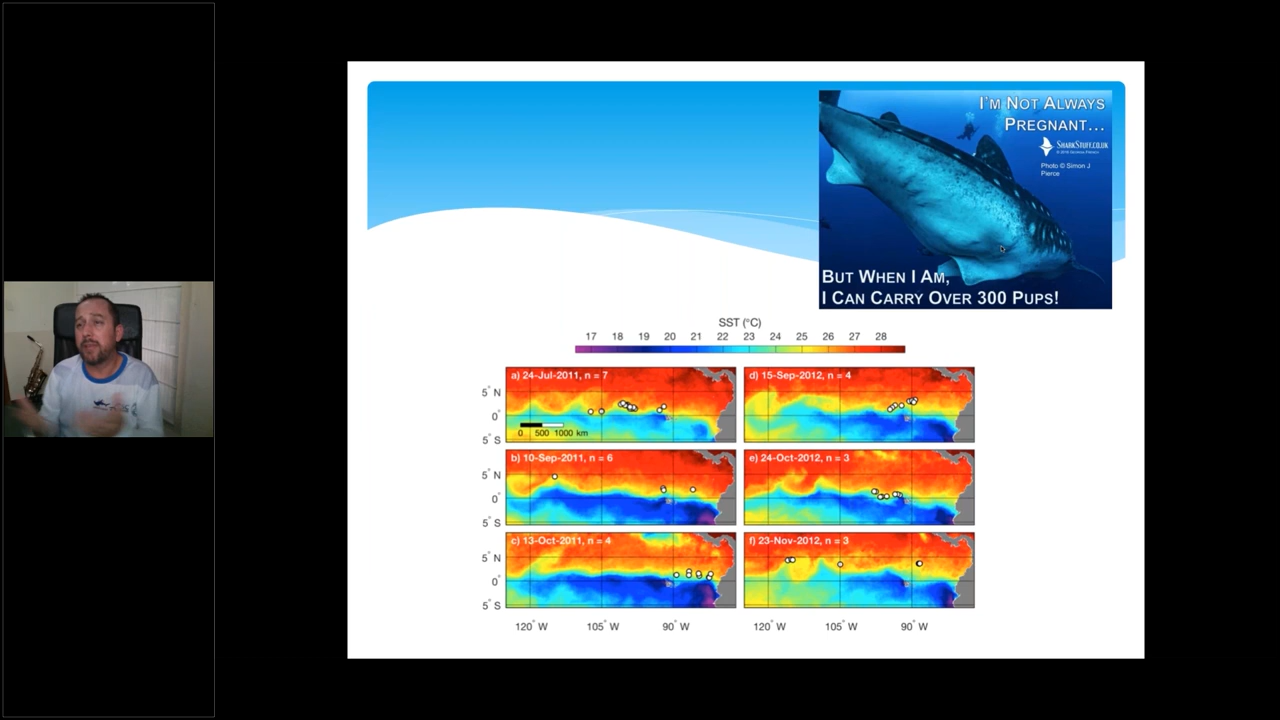 I'm Not Always
Pregnant...
SharkStuff.co.uk
Photo © Simon J
Pierce
But When I Am,
I Can Carry Over 300 Pups!
SST (°C)
17 18 19 20 21 22 23 24 25 26 27 28
a) 24-Jul-2011, n = 7
d) 15-Sep-2012, n = 4
5° N
0°
0 500 1000 km
5° S
b) 10-Sep-2011, n = 6
e) 24-Oct-2012, n = 3
5° N
0°
5° S
c) 13-Oct-2011, n = 4
f) 23-Nov-2012, n = 3
5° N
0°
5° S
120° W 105° W 90° W 120° W 105° W 90° W